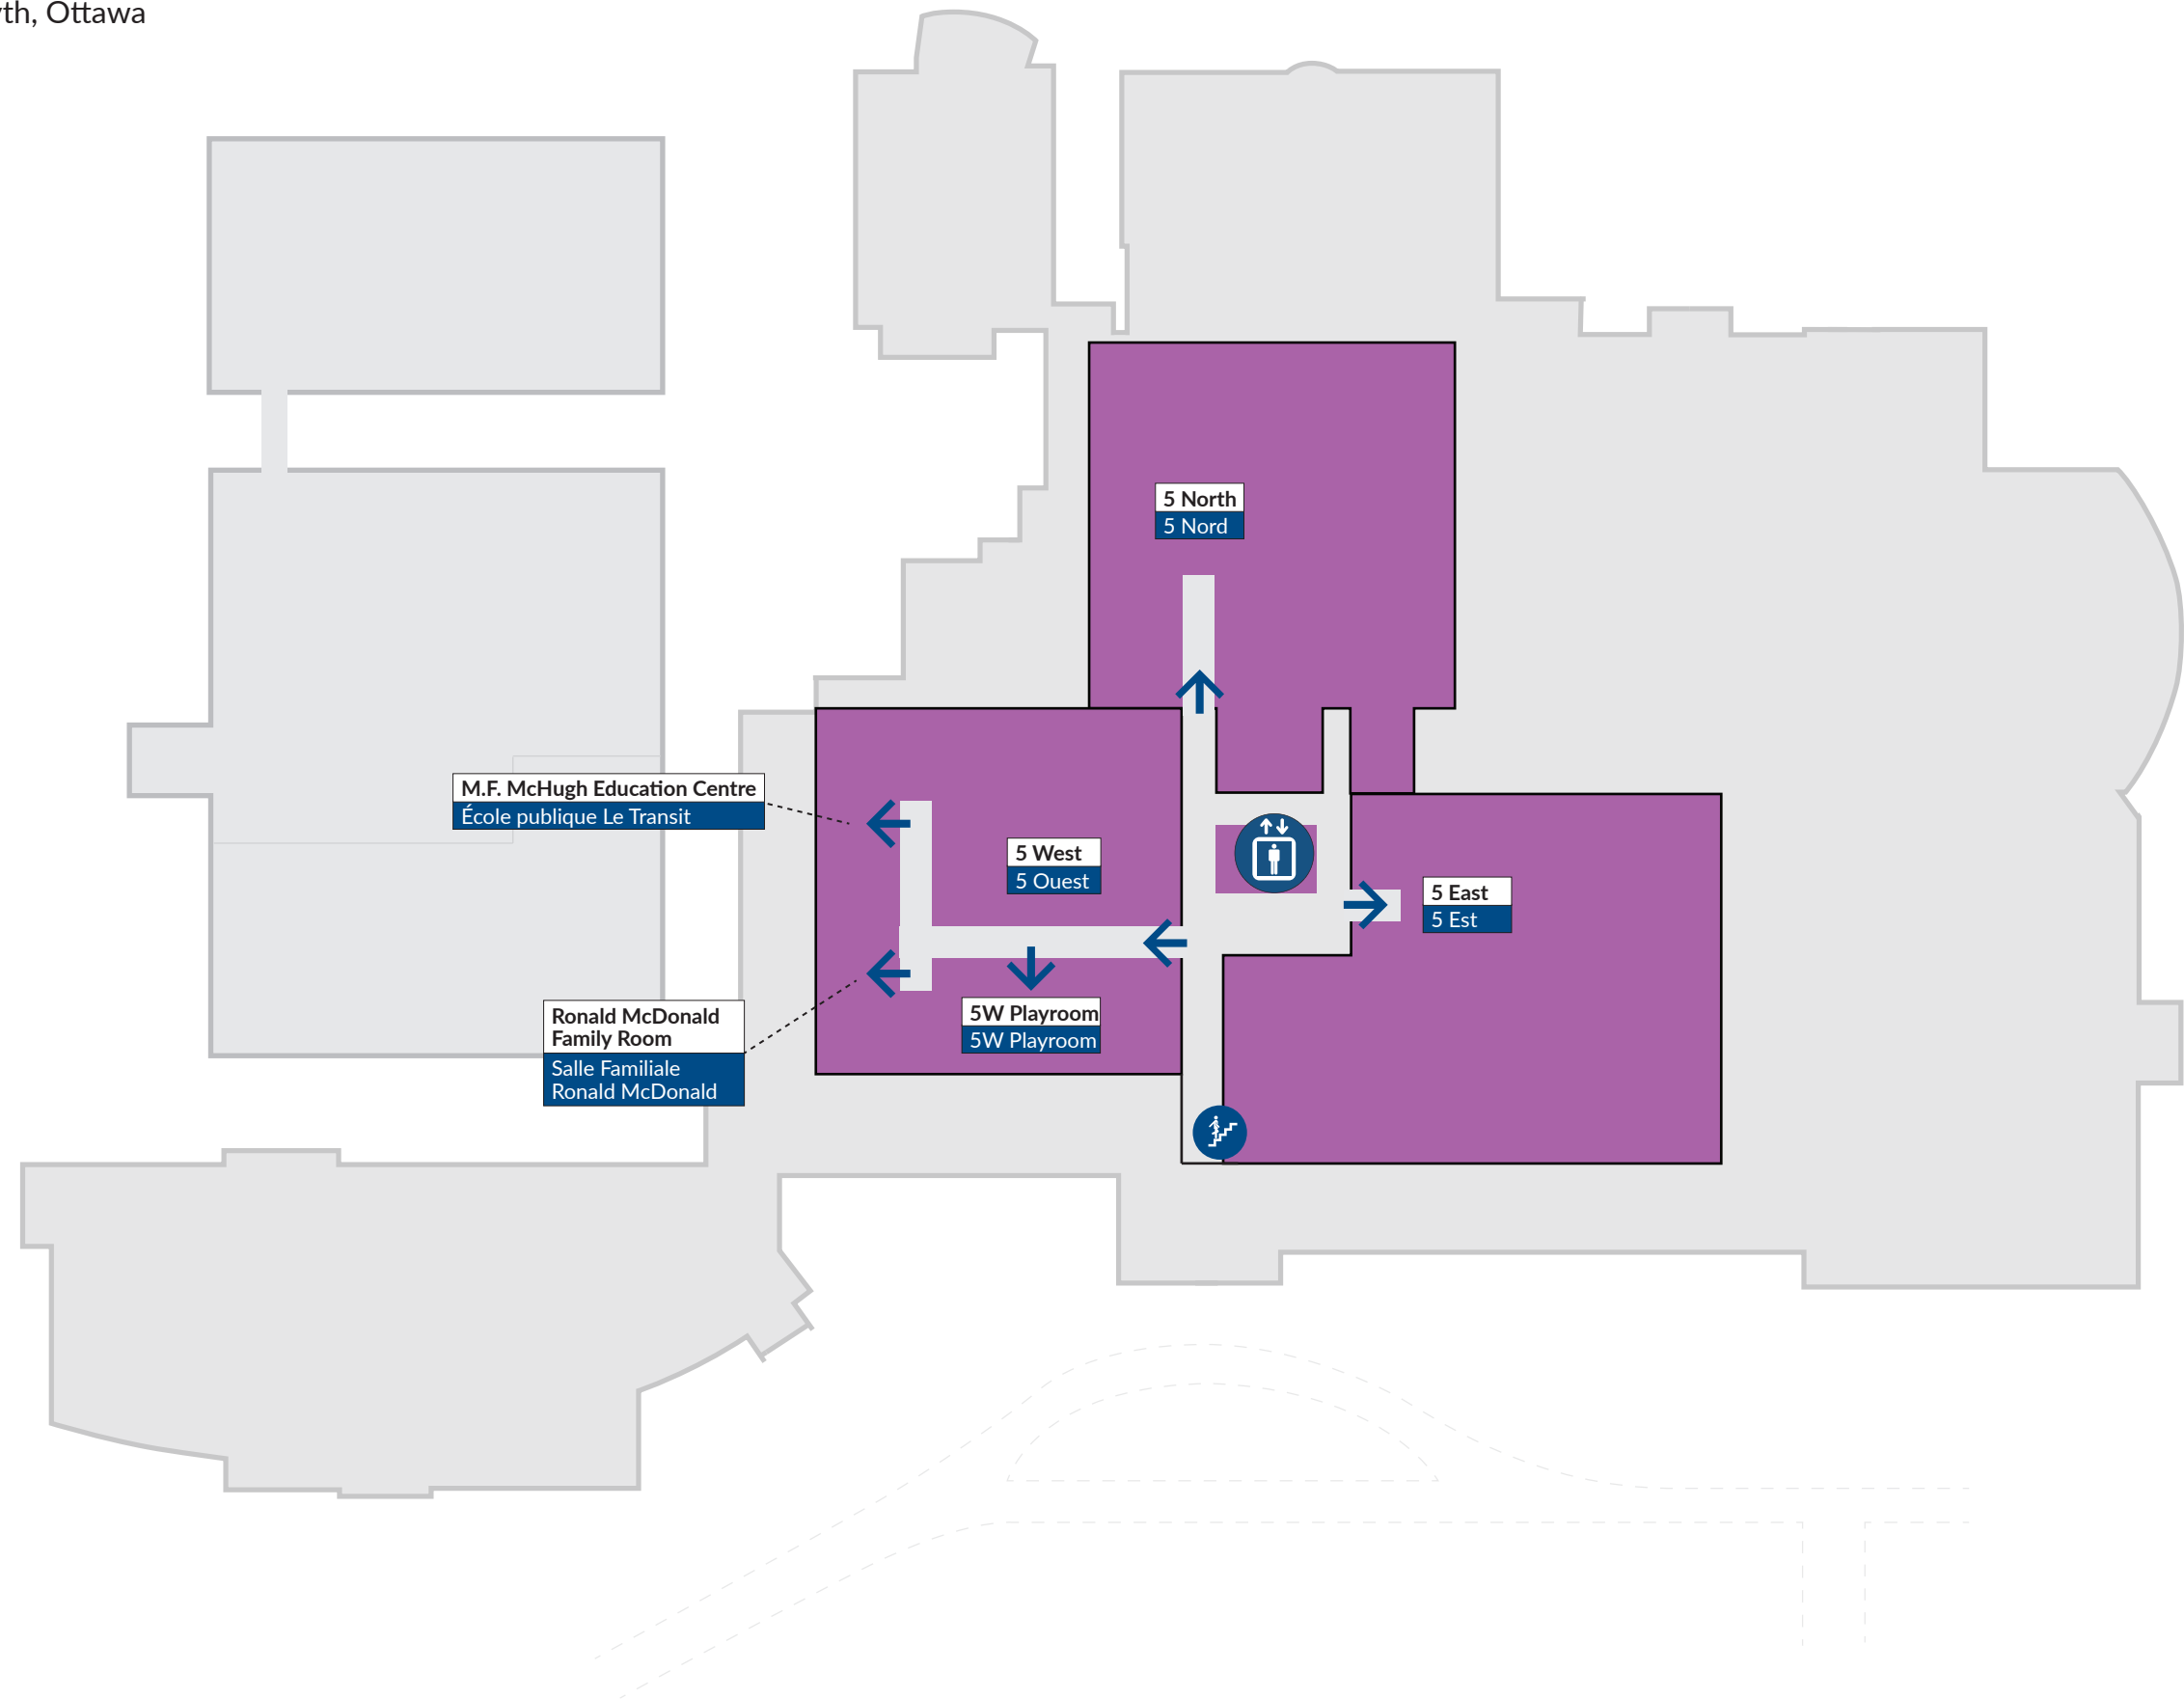 Ottawa
5 North
5 Nord
M.F. McHugh Education Centre
École publique Le Transit
5 West
5 Ouest
5 East
5 Est
Ronald McDonald
Family Room
Salle Familiale
Ronald McDonald
5W Playroom
5W Playroom